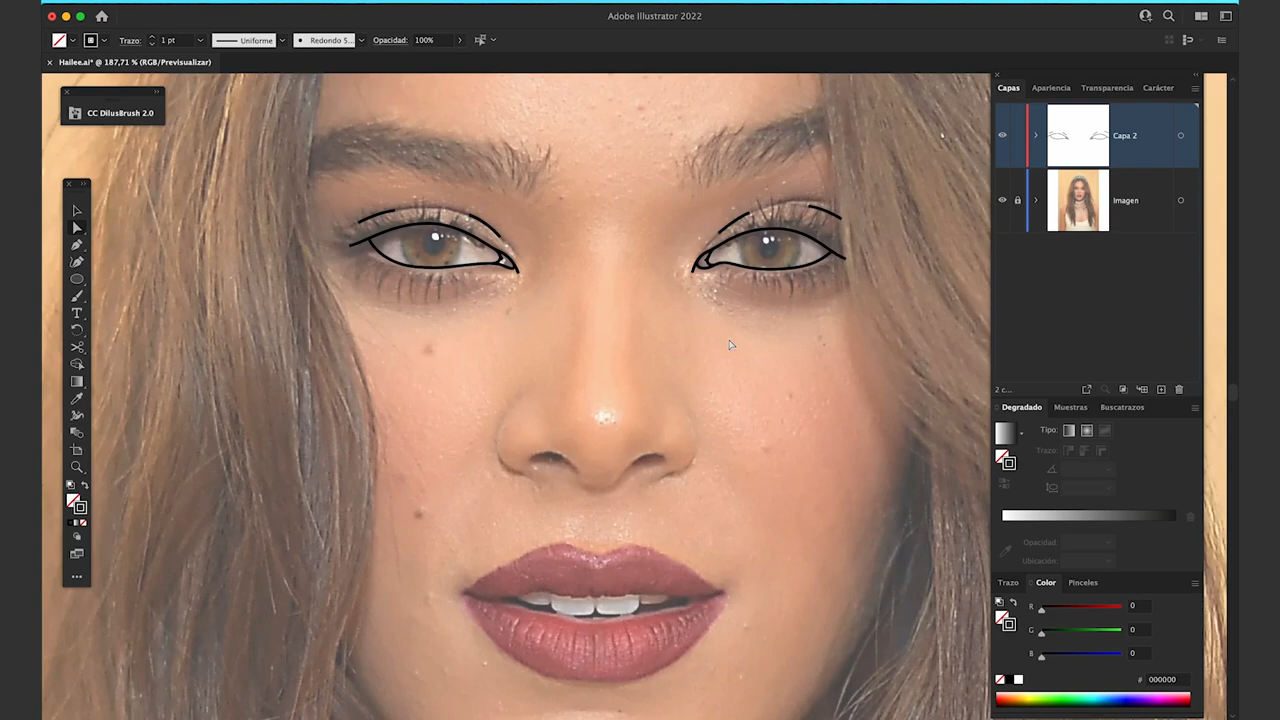 Adobe Illustrator 2022
Trazo: 1 pt Uniforme Redondo 5... Opacidad: 100%
Hailee.ai* @ 187,71 % (RGB/Previsualizar)
CC DilusBrush 2.0
Capas Apariencia Transparencia Carácter
Capa 2
Imagen
2 c...
Degradado Muestras Buscatrazos
Tipo:
Trazo:
Opacidad:
Ubicación:
Trazo Color Pinceles
R 0
G 0
B 0
# 000000